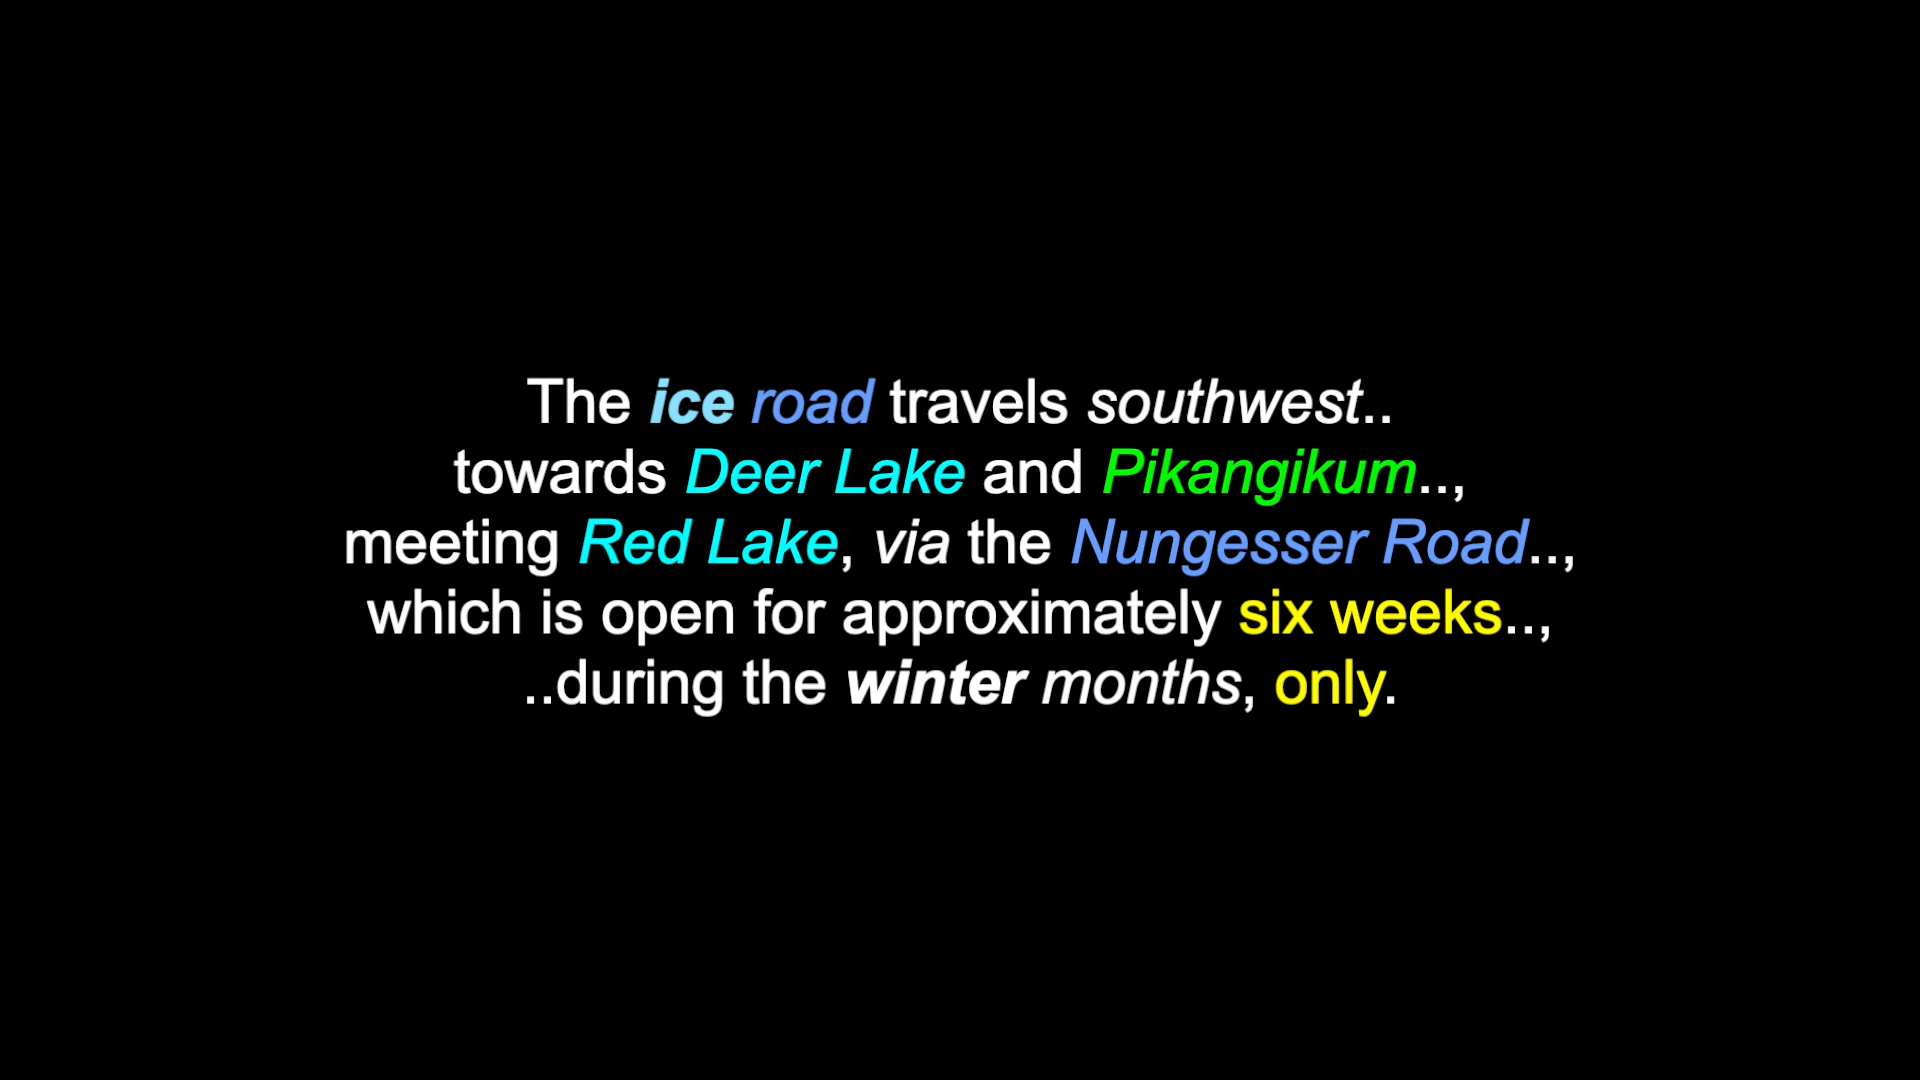 The ice road travels southwest..
towards Deer Lake and Pikangikum..,
meeting Red Lake, via the Nungesser Road..,
which is open for approximately six weeks..,
..during the winter months, only.